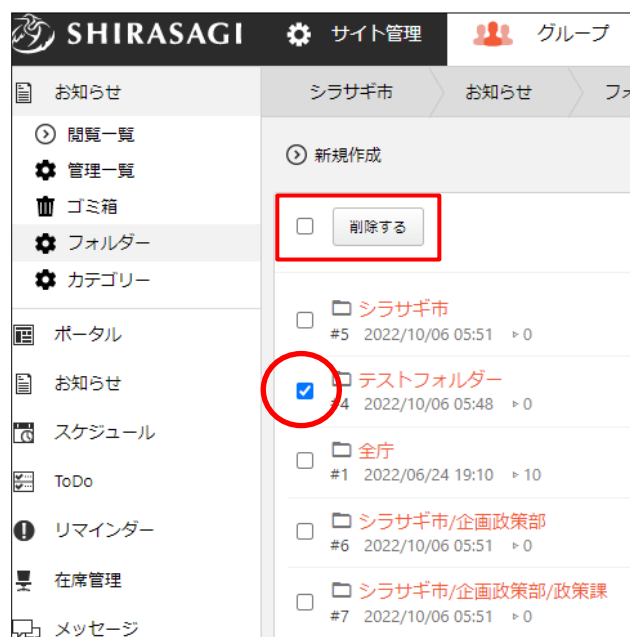 SHIRASAGI
サイト管理
グループ
お知らせ
シラサギ市
お知らせ
フォ
閲覧一覧
管理一覧
ゴミ箱
フォルダー
カテゴリー
ポータル
お知らせ
スケジュール
ToDo
リマインダー
在席管理
メッセージ
新規作成
削除する
シラサギ市
#5 2022/10/06 05:51 ▹ 0
テストフォルダー
#4 2022/10/06 05:48 ▹ 0
全庁
#1 2022/06/24 19:10 ▹ 10
シラサギ市/企画政策部
#6 2022/10/06 05:51 ▹ 0
シラサギ市/企画政策部/政策課
#7 2022/10/06 05:51 ▹ 0